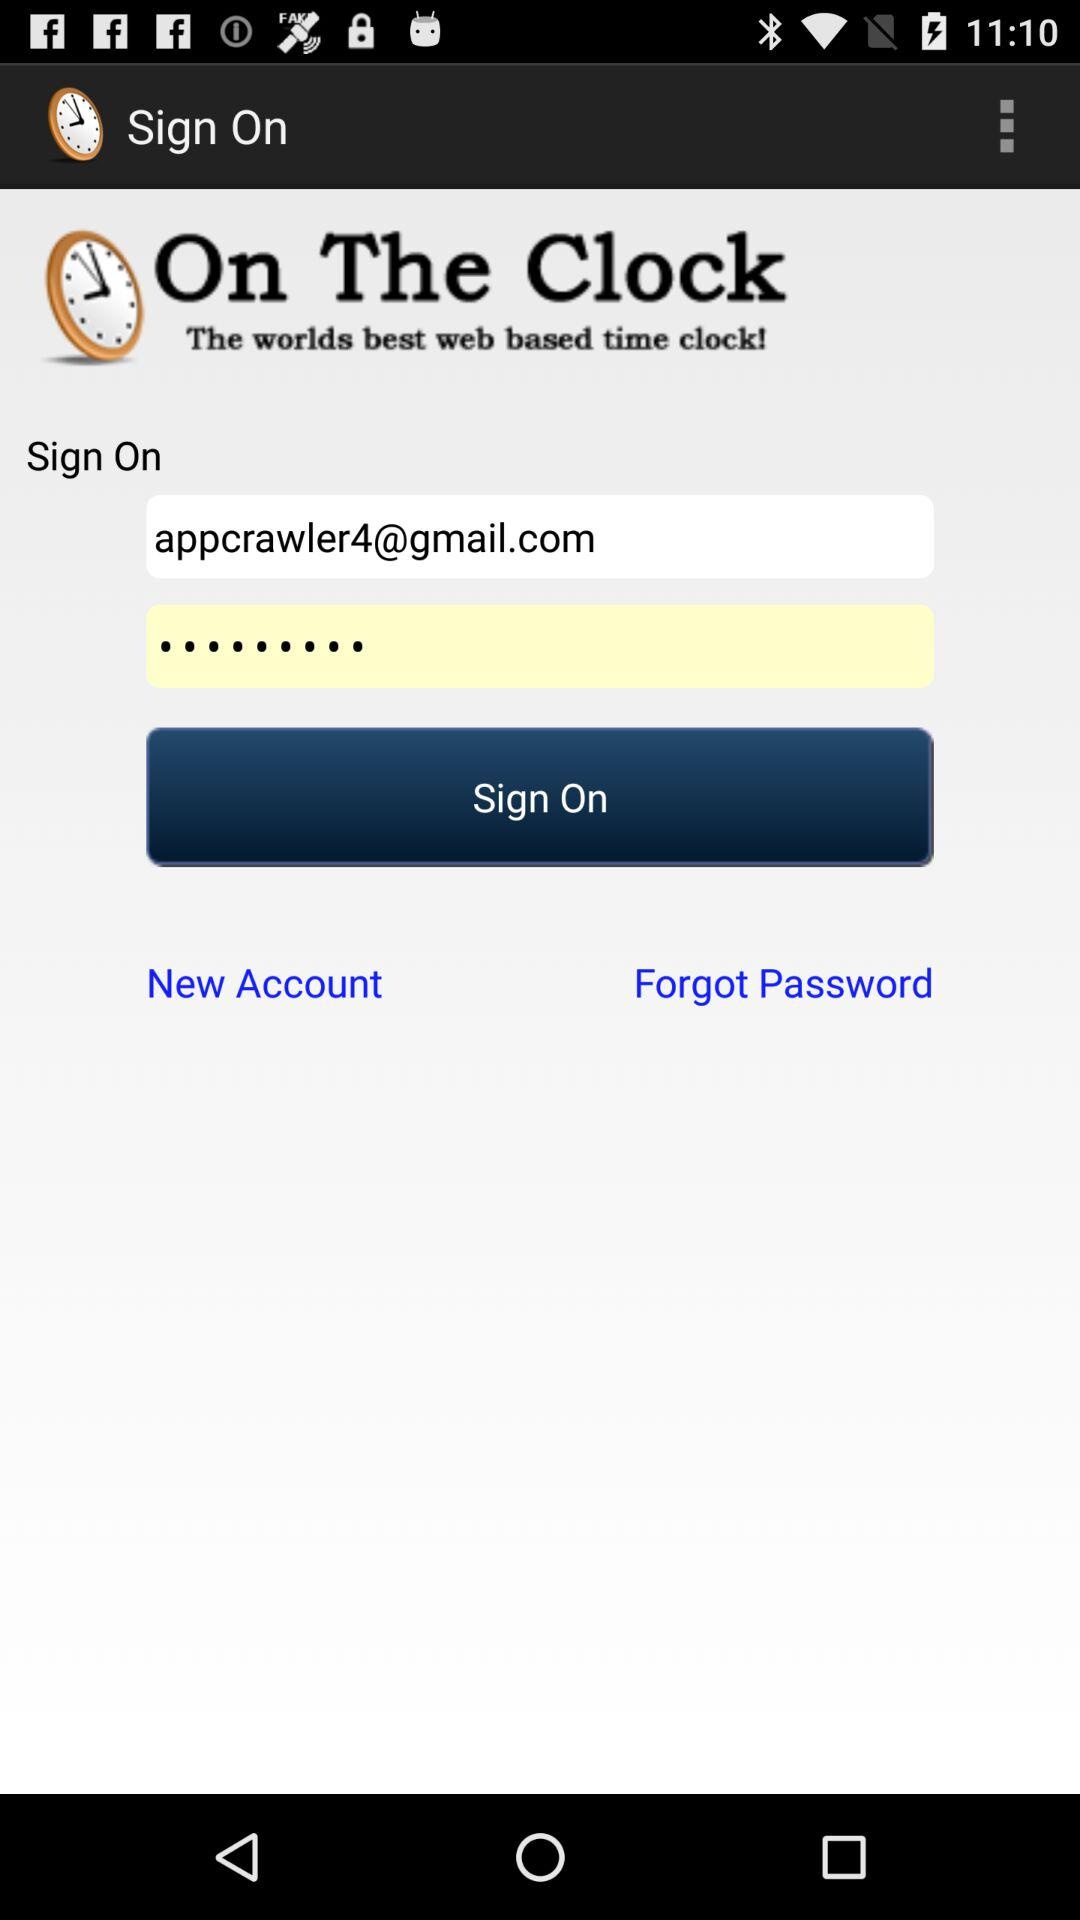 FAKE
11:10
Sign On
On The Clock
The worlds best web based time clock!
Sign On
appcrawler4@gmail.com
•••••••••
Sign On
New Account
Forgot Password